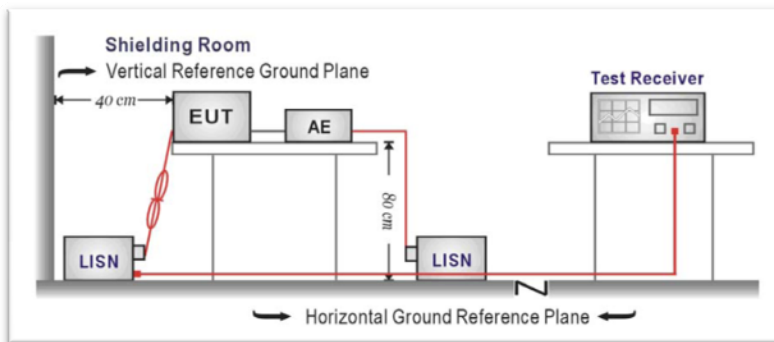 Shielding Room
Vertical Reference Ground Plane
40 cm
EUT
AE
Test Receiver
80 cm
LISN
LISN
Horizontal Ground Reference Plane